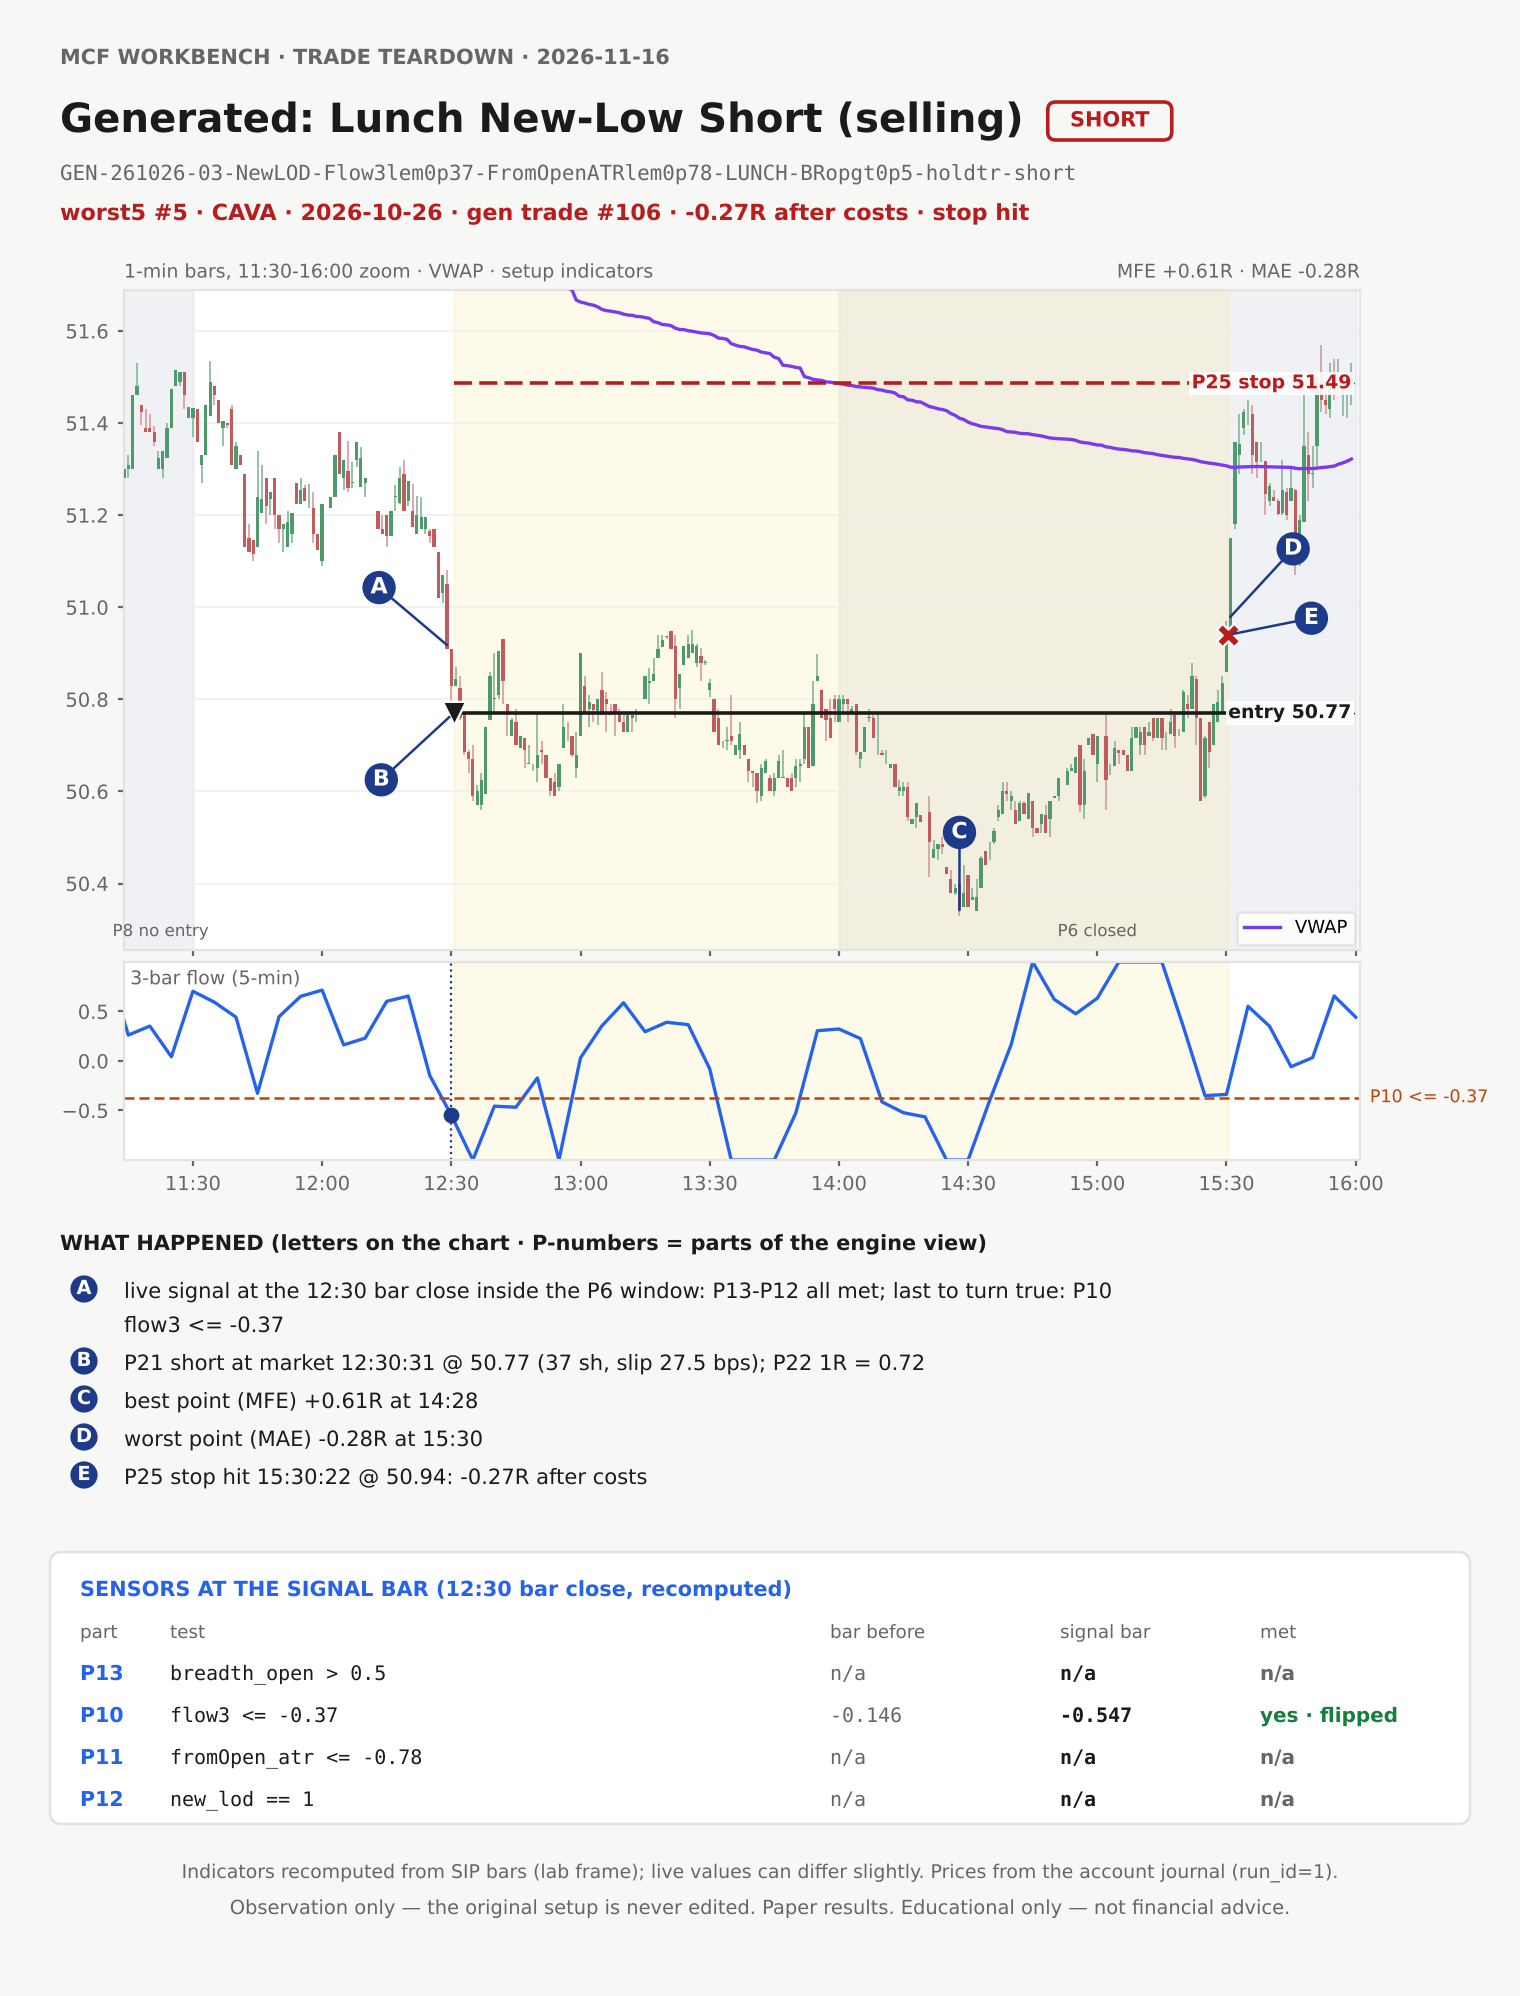 MCF WORKBENCH · TRADE TEARDOWN · 2026-11-16
Generated: Lunch New-Low Short (selling)
SHORT
GEN-261026-03-NewLOD-Flow3lem0p37-FromOpenATRlem0p78-LUNCH-BRopgt0p5-holdtr-short
worst5 #5 · CAVA · 2026-10-26 · gen trade #106 · -0.27R after costs · stop hit
1-min bars, 11:30-16:00 zoom · VWAP · setup indicators
MFE +0.61R · MAE -0.28R
51.6
51.4
51.2
51.0
50.8
50.6
50.4
P25 stop 51.49
A
B
C
D
E
entry 50.77
P8 no entry
P6 closed
VWAP
3-bar flow (5-min)
0.5
0.0
−0.5
P10 <= -0.37
11:30
12:00
12:30
13:00
13:30
14:00
14:30
15:00
15:30
16:00
WHAT HAPPENED (letters on the chart · P-numbers = parts of the engine view)
A live signal at the 12:30 bar close inside the P6 window: P13-P12 all met; last to turn true: P10
flow3 <= -0.37
B P21 short at market 12:30:31 @ 50.77 (37 sh, slip 27.5 bps); P22 1R = 0.72
C best point (MFE) +0.61R at 14:28
D worst point (MAE) -0.28R at 15:30
E P25 stop hit 15:30:22 @ 50.94: -0.27R after costs
SENSORS AT THE SIGNAL BAR (12:30 bar close, recomputed)
part test bar before signal bar met
P13 breadth_open > 0.5 n/a n/a n/a
P10 flow3 <= -0.37 -0.146 -0.547 yes · flipped
P11 fromOpen_atr <= -0.78 n/a n/a n/a
P12 new_lod == 1 n/a n/a n/a
Indicators recomputed from SIP bars (lab frame); live values can differ slightly. Prices from the account journal (run_id=1).
Observation only — the original setup is never edited. Paper results. Educational only — not financial advice.